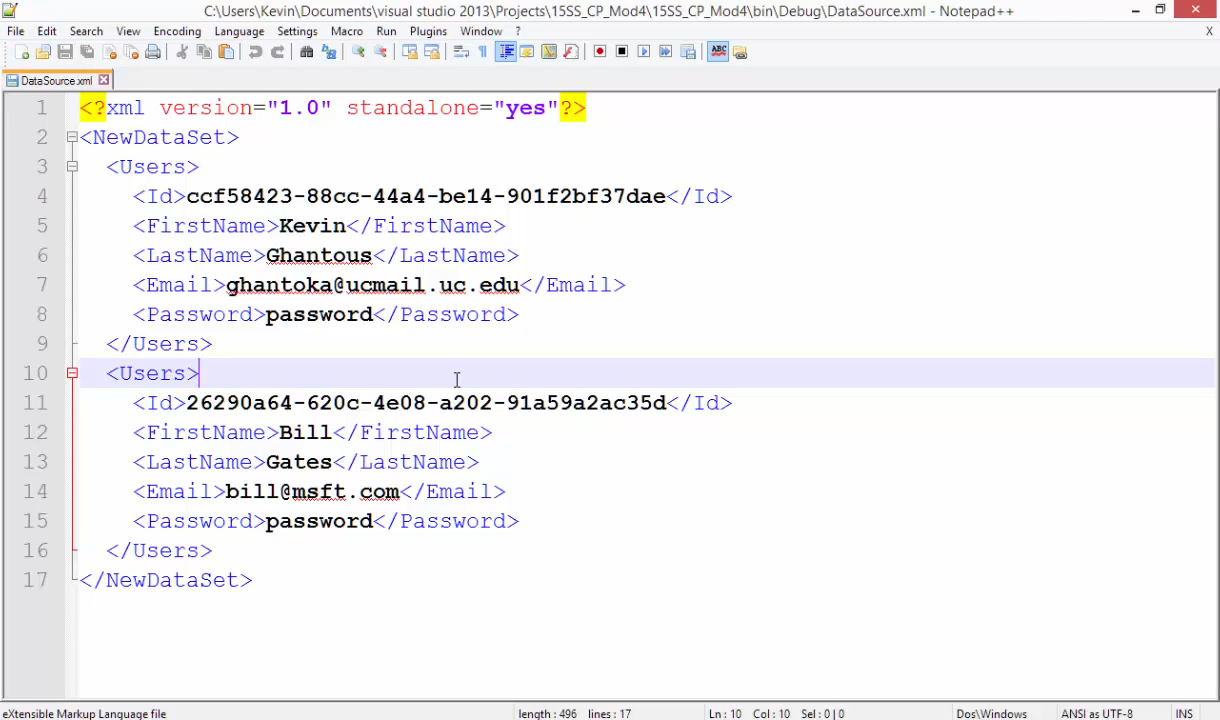 C:\Users\Kevin\Documents\visual studio 2013\Projects\15SS_CP_Mod4\15SS_CP_Mod4\bin\Debug\DataSource.xml - Notepad++
File Edit Search View Encoding Language Settings Macro Run Plugins Window ? X
DataSource.xml
1 <?xml version="1.0" standalone="yes"?>
2 <NewDataSet>
3 <Users>
4 <Id>ccf58423-88cc-44a4-be14-901f2bf37dae</Id>
5 <FirstName>Kevin</FirstName>
6 <LastName>Ghantous</LastName>
7 <Email>ghantoka@ucmail.uc.edu</Email>
8 <Password>password</Password>
9 </Users>
10 <Users>
11 <Id>26290a64-620c-4e08-a202-91a59a2ac35d</Id>
12 <FirstName>Bill</FirstName>
13 <LastName>Gates</LastName>
14 <Email>bill@msft.com</Email>
15 <Password>password</Password>
16 </Users>
17 </NewDataSet>
eXtensible Markup Language file length : 496 lines : 17 Ln : 10 Col : 10 Sel : 0 | 0 Dos\Windows ANSI as UTF-8 INS